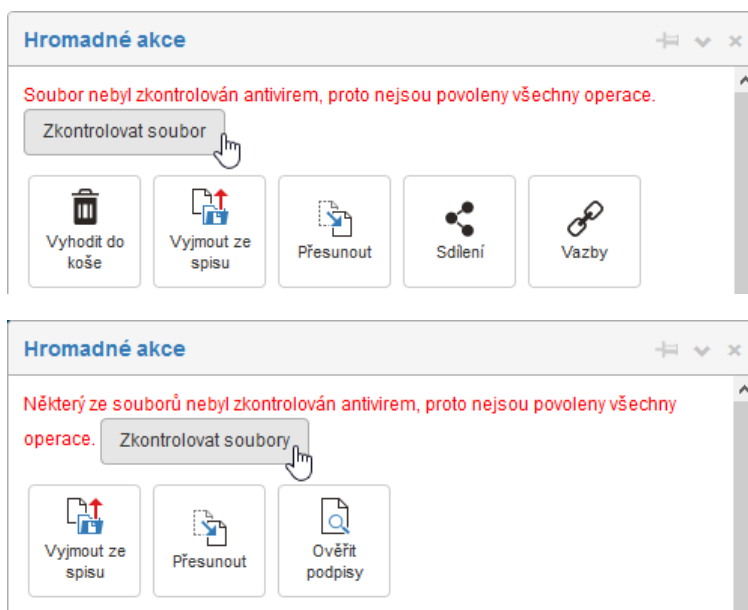 Hromadné akce
Soubor nebyl zkontrolován antivirem, proto nejsou povoleny všechny operace.
Zkontrolovat soubor
Vyhodit do
koše
Vyjmout ze
spisu
Přesunout
Sdílení
Vazby
Hromadné akce
Některý ze souborů nebyl zkontrolován antivirem, proto nejsou povoleny všechny
operace. Zkontrolovat soubory
Vyjmout ze
spisu
Přesunout
Ověřit
podpisy